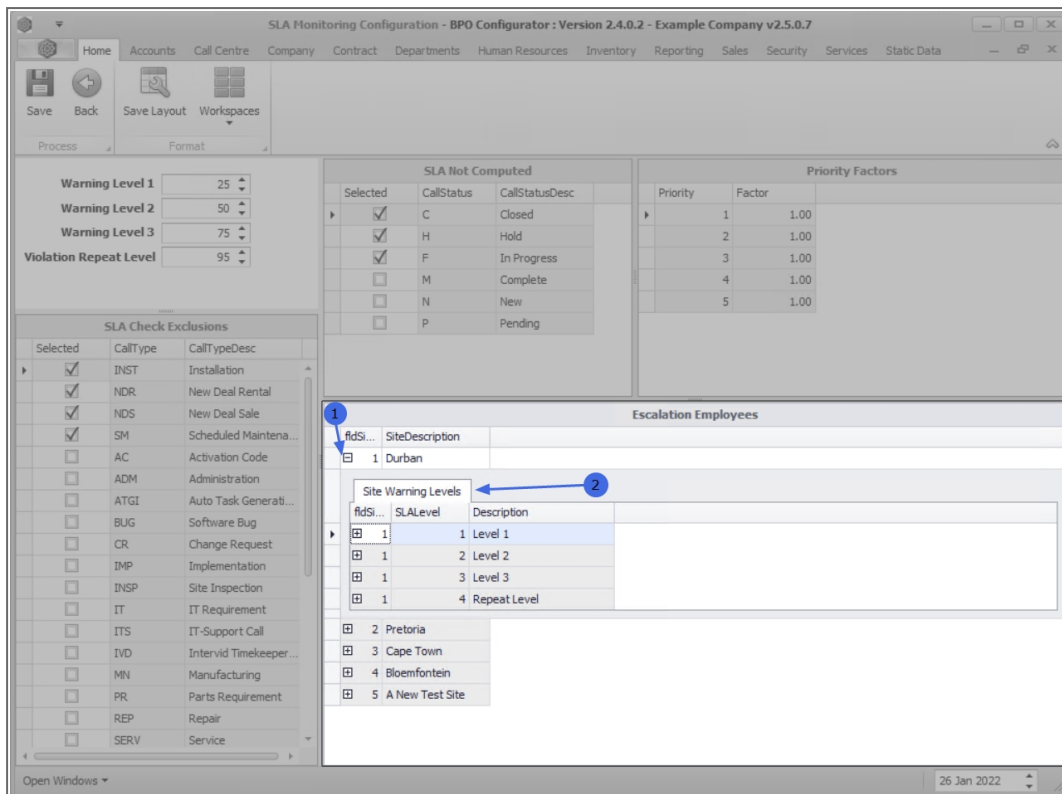 SLA Monitoring Configuration - BPO Configurator : Version 2.4.0.2 - Example Company v2.5.0.7
Home Accounts Call Centre Company Contract Departments Human Resources Inventory Reporting Sales Security Services Static Data
Save Back Save Layout Workspaces
Process Format
Warning Level 1 25
Warning Level 2 50
Warning Level 3 75
Violation Repeat Level 95
SLA Not Computed
Selected CallStatus CallStatusDesc
C Closed
H Hold
F In Progress
M Complete
N New
P Pending
Priority Factors
Priority Factor
1 1.00
2 1.00
3 1.00
4 1.00
5 1.00
SLA Check Exclusions
Selected CallType CallTypeDesc
INST Installation
NDR New Deal Rental
NDS New Deal Sale
SM Scheduled Maintena...
AC Activation Code
ADM Administration
ATGI Auto Task Generati...
BUG Software Bug
CR Change Request
IMP Implementation
INSP Site Inspection
IT IT Requirement
ITS IT-Support Call
IVD Intervid Timekeeper...
MN Manufacturing
PR Parts Requirement
REP Repair
SERV Service
1
Escalation Employees
fldSi... SiteDescription
1 Durban
Site Warning Levels 2
fldSi... SLALevel Description
1 1 Level 1
1 2 Level 2
1 3 Level 3
1 4 Repeat Level
2 Pretoria
3 Cape Town
4 Bloemfontein
5 A New Test Site
Open Windows 26 Jan 2022